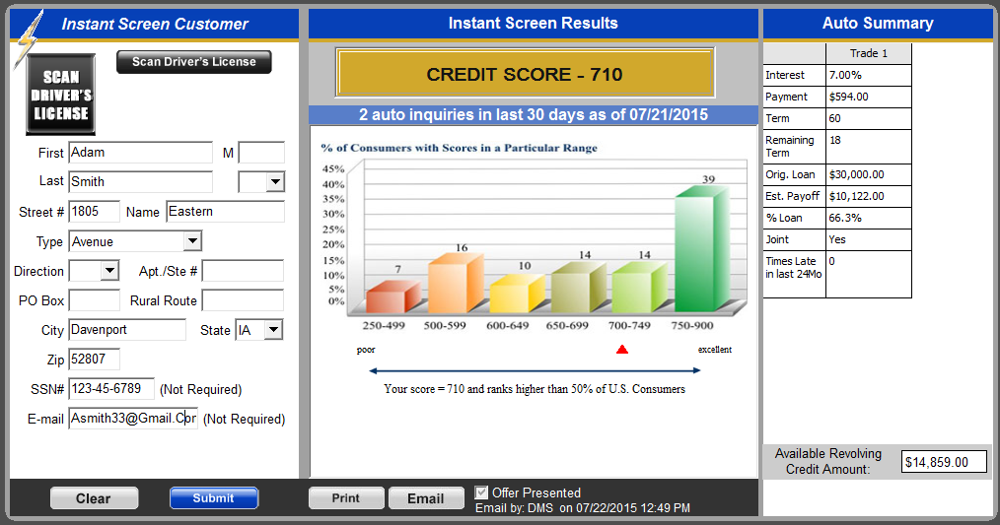 Instant Screen Customer
SCAN
DRIVER'S
LICENSE
Scan Driver's License
First Adam M
Last Smith
Street # 1805 Name Eastern
Type Avenue
Direction Apt./Ste #
PO Box Rural Route
City Davenport State IA
Zip 52807
SSN# 123-45-6789 (Not Required)
E-mail Asmith33@Gmail.Cor (Not Required)
Clear Submit
Instant Screen Results
CREDIT SCORE - 710
2 auto inquiries in last 30 days as of 07/21/2015
% of Consumers with Scores in a Particular Range
45%
40%
35%
30%
25%
20%
15%
10%
5%
0%
7 16 10 14 14 39
250-499 500-599 600-649 650-699 700-749 750-900
poor excellent
Your score = 710 and ranks higher than 50% of U.S. Consumers
Print Email Offer Presented
Email by: DMS on 07/22/2015 12:49 PM
Auto Summary
Trade 1
Interest 7.00%
Payment $594.00
Term 60
Remaining 18
Term
Orig. Loan $30,000.00
Est. Payoff $10,122.00
% Loan 66.3%
Joint Yes
Times Late 0
in last 24Mo
Available Revolving
Credit Amount: $14,859.00